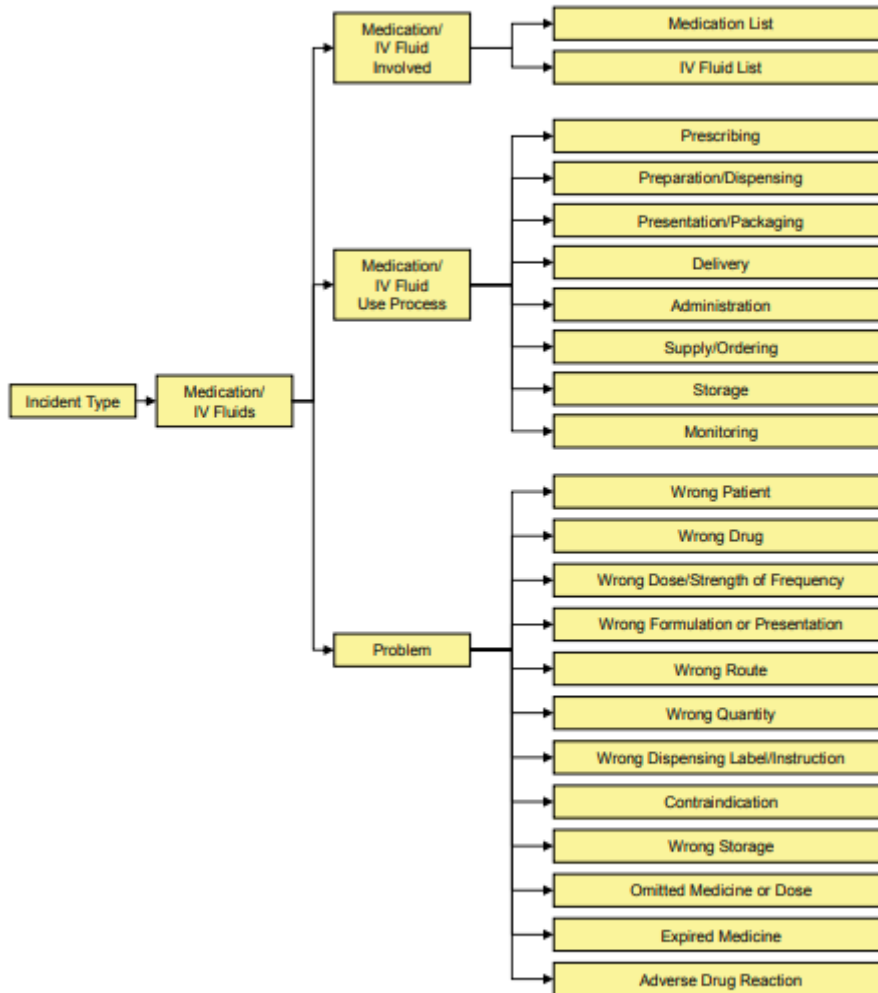 Incident Type
Medication/
IV Fluids
Medication/
IV Fluid
Involved
Medication List
IV Fluid List
Medication/
IV Fluid
Use Process
Prescribing
Preparation/Dispensing
Presentation/Packaging
Delivery
Administration
Supply/Ordering
Storage
Monitoring
Problem
Wrong Patient
Wrong Drug
Wrong Dose/Strength of Frequency
Wrong Formulation or Presentation
Wrong Route
Wrong Quantity
Wrong Dispensing Label/Instruction
Contraindication
Wrong Storage
Omitted Medicine or Dose
Expired Medicine
Adverse Drug Reaction